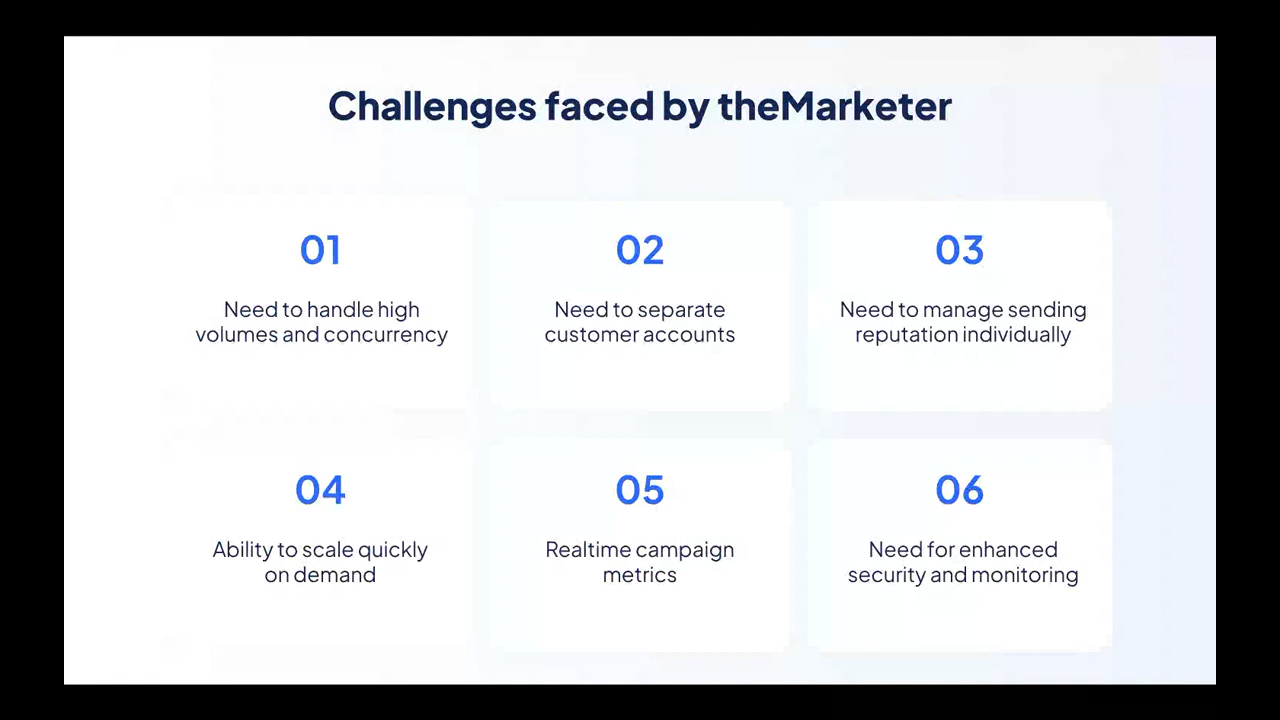 Challenges faced by theMarketer
01
Need to handle high
volumes and concurrency
02
Need to separate
customer accounts
03
Need to manage sending
reputation individually
04
Ability to scale quickly
on demand
05
Realtime campaign
metrics
06
Need for enhanced
security and monitoring